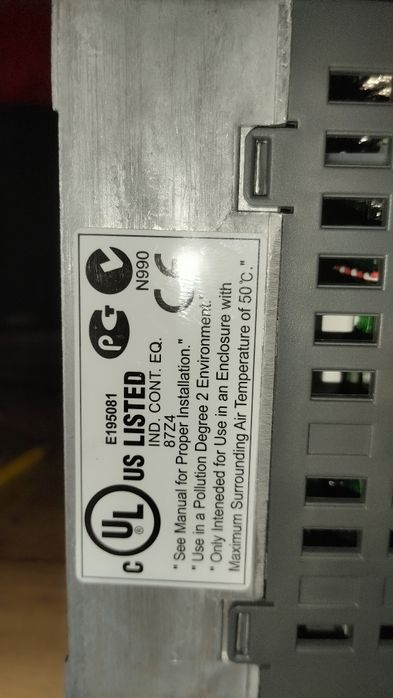 E195081
C UL ® US LISTED
IND. CONT. EQ.
87Z4
N990
CE
" See Manual for Proper Installation."
" Use in a Pollution Degree 2 Environment."
" Only Inteneded for Use in an Enclosure with
Maximum Surrounding Air Temperature of 50℃."